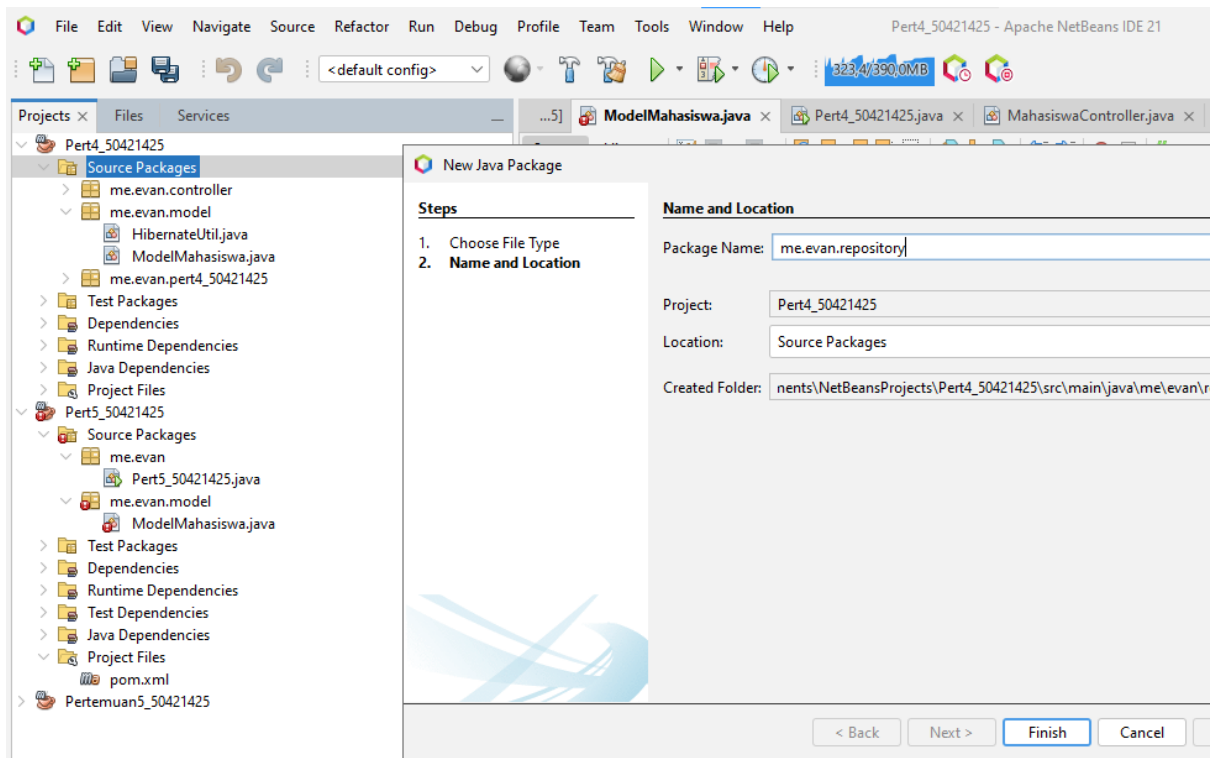 File Edit View Navigate Source Refactor Run Debug Profile Team Tools Window Help Pert4_50421425 - Apache NetBeans IDE 21
<default config> 323,4/390,0MB
Projects Files Services
...5] ModelMahasiswa.java Pert4_50421425.java MahasiswaController.java
Pert4_50421425
Source Packages
me.evan.controller
me.evan.model
HibernateUtil.java
ModelMahasiswa.java
me.evan.pert4_50421425
Test Packages
Dependencies
Runtime Dependencies
Java Dependencies
Project Files
Pert5_50421425
Source Packages
me.evan
Pert5_50421425.java
me.evan.model
ModelMahasiswa.java
Test Packages
Dependencies
Runtime Dependencies
Test Dependencies
Java Dependencies
Project Files
pom.xml
Pertemuan5_50421425
New Java Package
Steps
1. Choose File Type
2. Name and Location
Name and Location
Package Name: me.evan.repository
Project: Pert4_50421425
Location: Source Packages
Created Folder: nents\NetBeansProjects\Pert4_50421425\src\main\java\me\evan\r
< Back Next > Finish Cancel